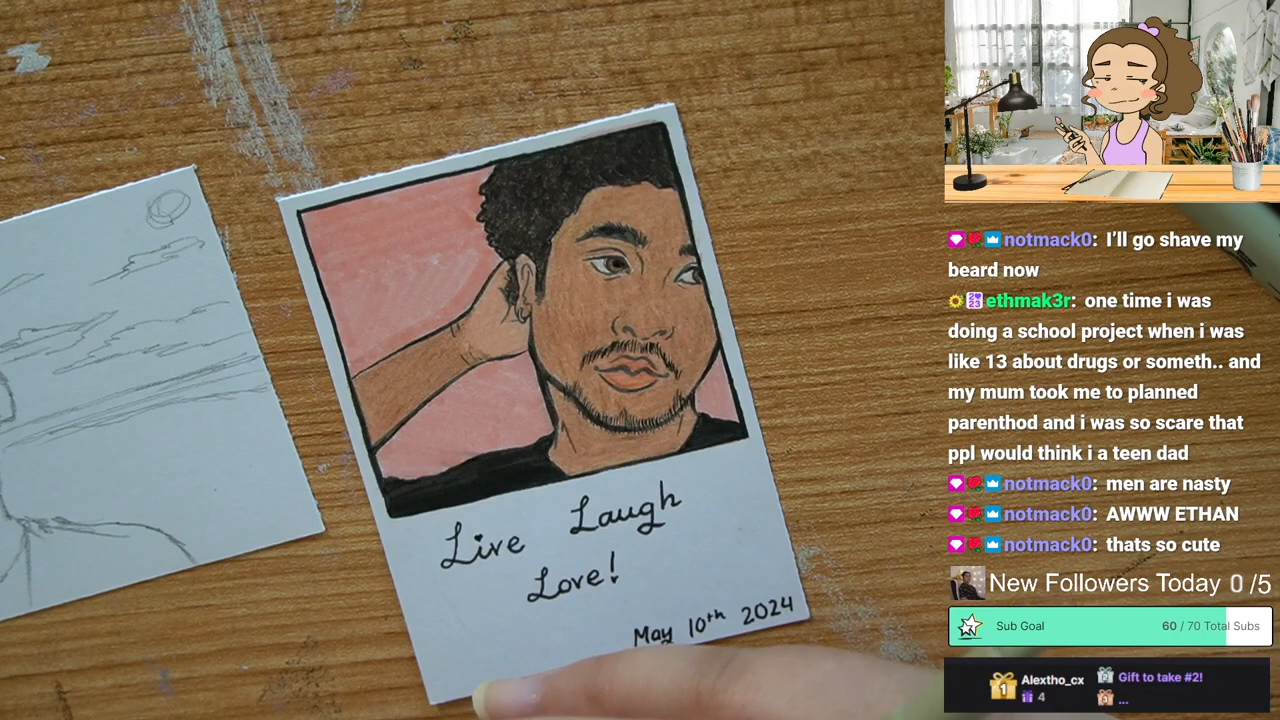 Live Laugh
Love!
May 10th 2024
notmack0: I'll go shave my
beard now
ethmak3r: one time i was
doing a school project when i was
like 13 about drugs or someth.. and
my mum took me to planned
parenthod and i was so scare that
ppl would think i a teen dad
notmack0: men are nasty
notmack0: AWWW ETHAN
notmack0: thats so cute
New Followers Today 0 /5
Sub Goal 60 / 70 Total Subs
1 Alextho_cx Gift to take #2!
4 ...